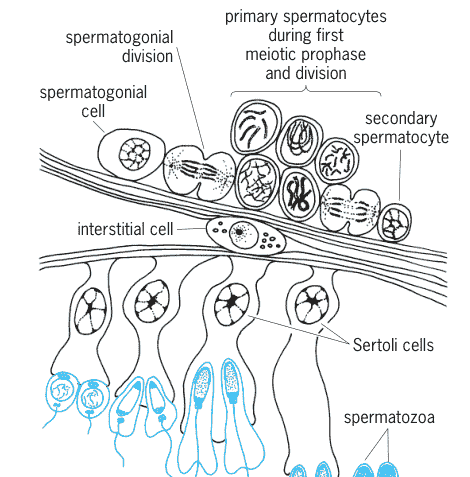 primary spermatocytes
during first
meiotic prophase
and division
spermatogonial
division
spermatogonial
cell
secondary
spermatocyte
interstitial cell
Sertoli cells
spermatozoa